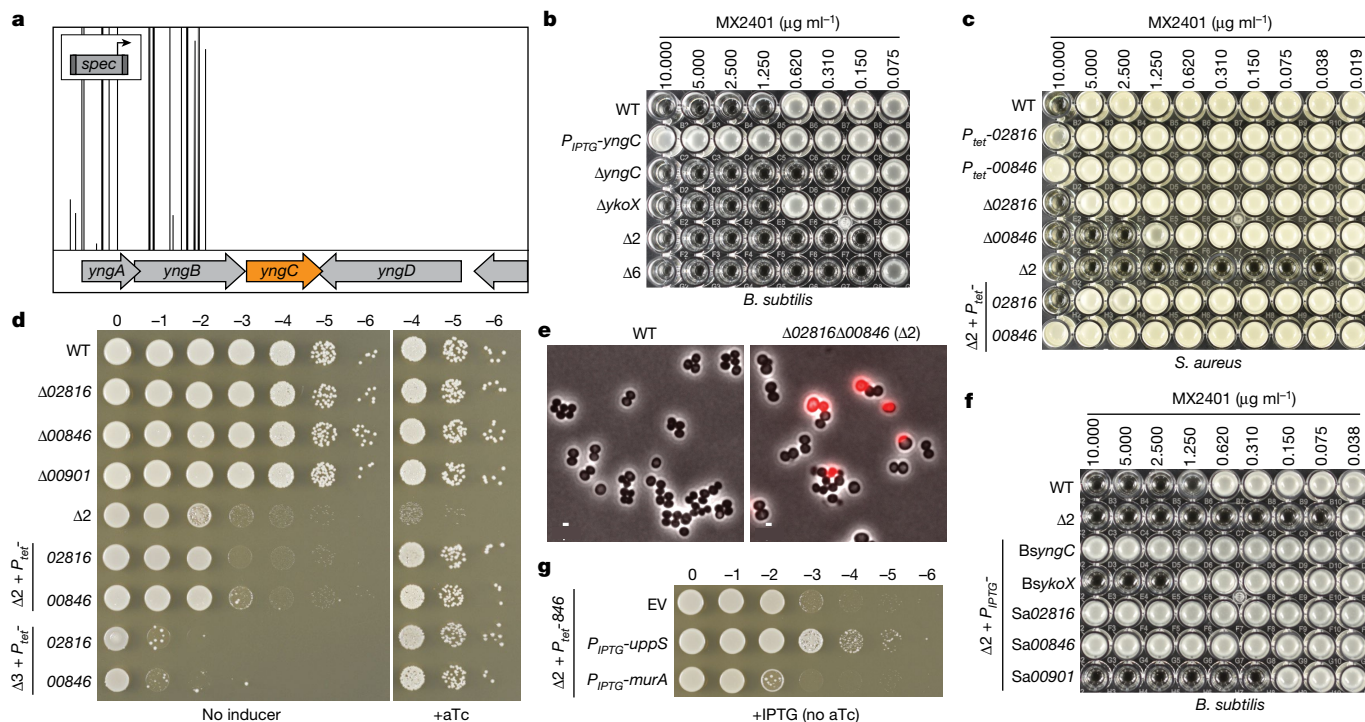 a
spec
yngA yngB yngC yngD
b
MX2401 (µg ml⁻¹)
10.000 5.000 2.500 1.250 0.620 0.310 0.150 0.075
WT
P_IPTG-yngC
ΔyngC
ΔykoX
Δ2
Δ6
B. subtilis
c
MX2401 (µg ml⁻¹)
10.000 5.000 2.500 1.250 0.620 0.310 0.150 0.075 0.038 0.019
WT
P_tet-02816
P_tet-00846
Δ02816
Δ00846
Δ2
Δ2 + P_tet-
02816
00846
S. aureus
d
0 −1 −2 −3 −4 −5 −6 −4 −5 −6
WT
Δ02816
Δ00846
Δ00901
Δ2
Δ2 + P_tet-
02816
00846
Δ3 + P_tet-
02816
00846
No inducer +aTc
e
WT Δ02816Δ00846 (Δ2)
g
0 −1 −2 −3 −4 −5 −6
Δ2 + P_tet-846
EV
P_IPTG-uppS
P_IPTG-murA
+IPTG (no aTc)
f
MX2401 (µg ml⁻¹)
10.000 5.000 2.500 1.250 0.620 0.310 0.150 0.075 0.038
WT
Δ2
Δ2 + P_IPTG-
BsyngC
BsykoX
Sa02816
Sa00846
Sa00901
B. subtilis